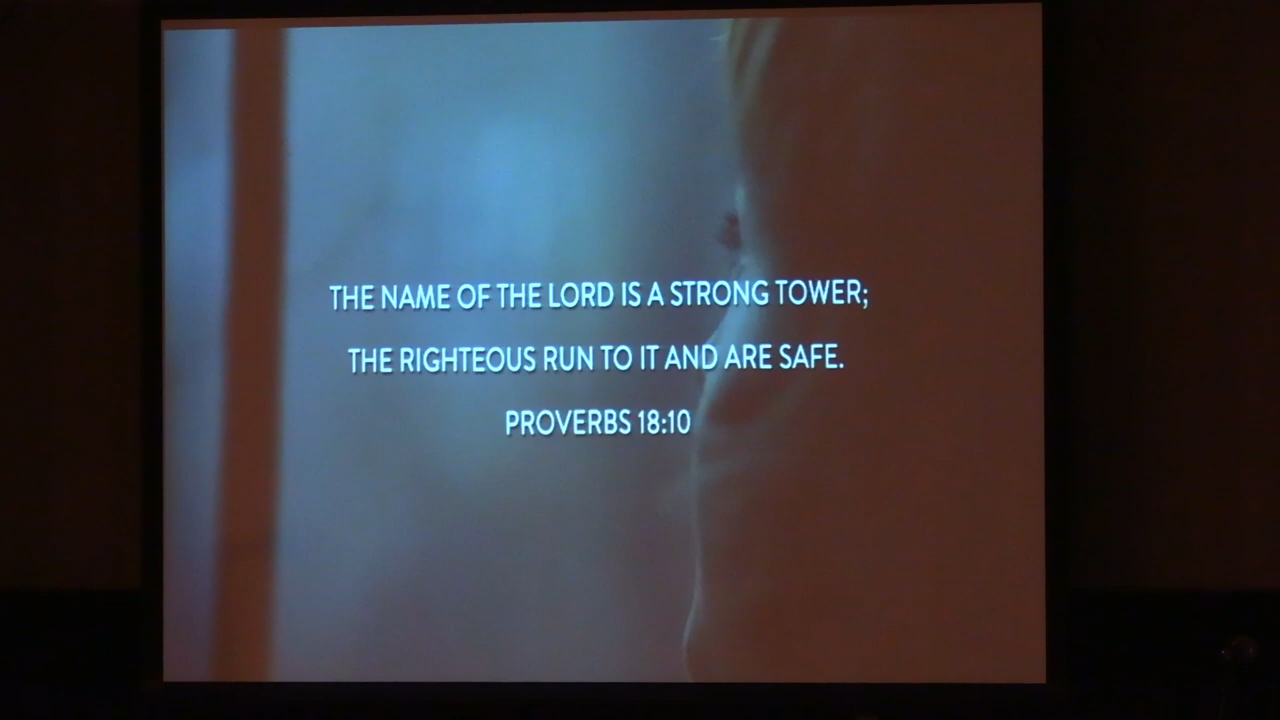 THE NAME OF THE LORD IS A STRONG TOWER;
THE RIGHTEOUS RUN TO IT AND ARE SAFE.
PROVERBS 18:10